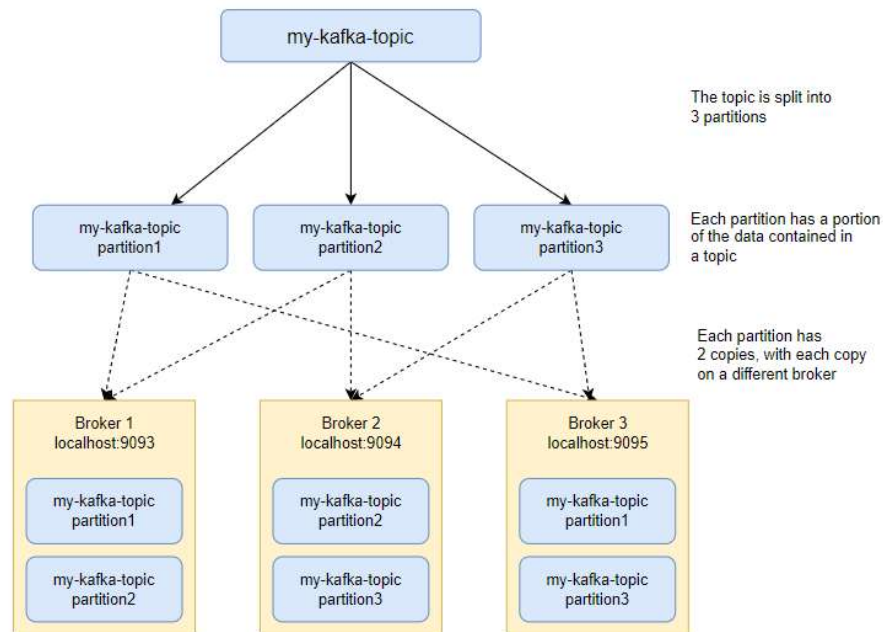 my-kafka-topic
The topic is split into
3 partitions
my-kafka-topic
partition1
my-kafka-topic
partition2
my-kafka-topic
partition3
Each partition has a portion
of the data contained in
a topic
Each partition has
2 copies, with each copy
on a different broker
Broker 1
localhost:9093
my-kafka-topic
partition1
my-kafka-topic
partition2
Broker 2
localhost:9094
my-kafka-topic
partition2
my-kafka-topic
partition3
Broker 3
localhost:9095
my-kafka-topic
partition1
my-kafka-topic
partition3